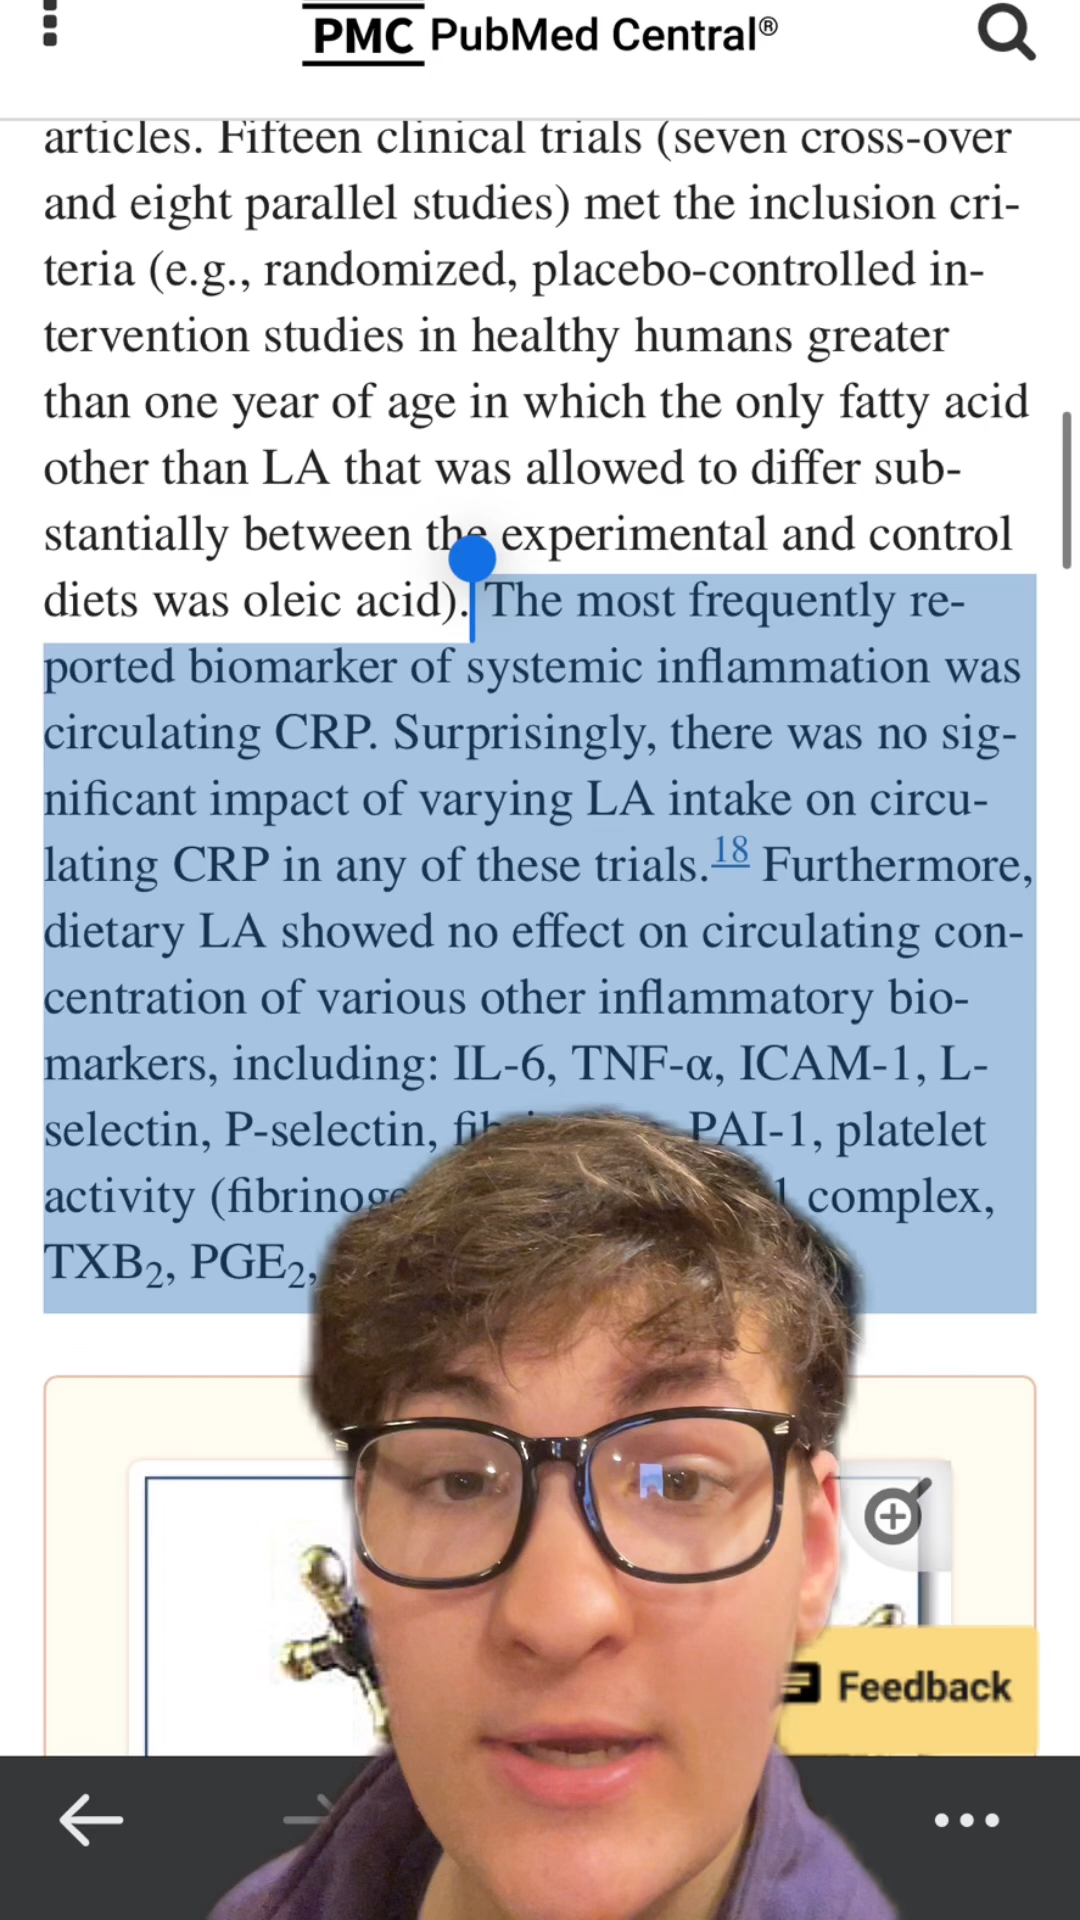 PMC PubMed Central®
articles. Fifteen clinical trials (seven cross-over
and eight parallel studies) met the inclusion cri-
teria (e.g., randomized, placebo-controlled in-
tervention studies in healthy humans greater
than one year of age in which the only fatty acid
other than LA that was allowed to differ sub-
stantially between the experimental and control
diets was oleic acid). The most frequently re-
ported biomarker of systemic inflammation was
circulating CRP. Surprisingly, there was no sig-
nificant impact of varying LA intake on circu-
lating CRP in any of these trials.18 Furthermore,
dietary LA showed no effect on circulating con-
centration of various other inflammatory bio-
markers, including: IL-6, TNF-α, ICAM-1, L-
selectin, P-selectin, PAI-1, platelet
activity (fibrinoge complex,
TXB2, PGE2,
Feedback